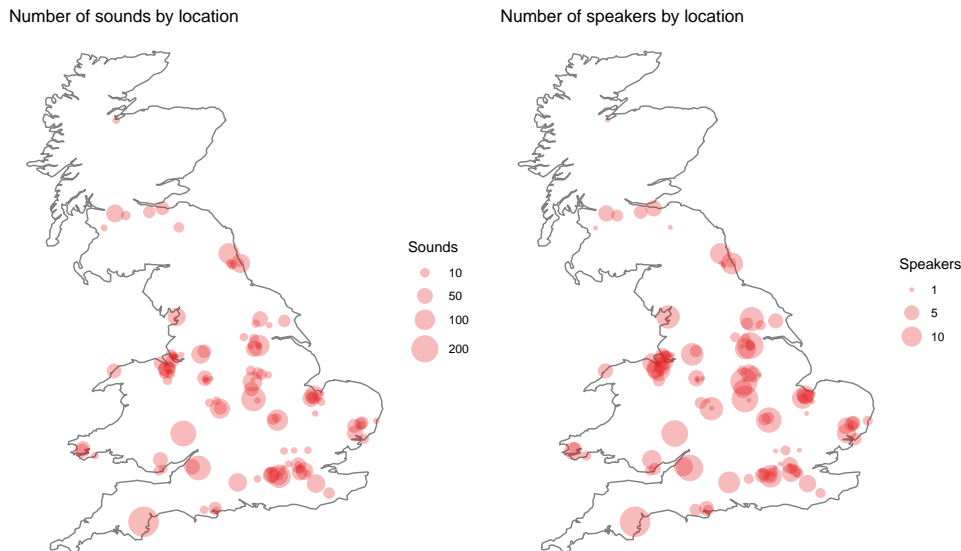 Number of sounds by location
Sounds
10
50
100
200
Number of speakers by location
Speakers
1
5
10